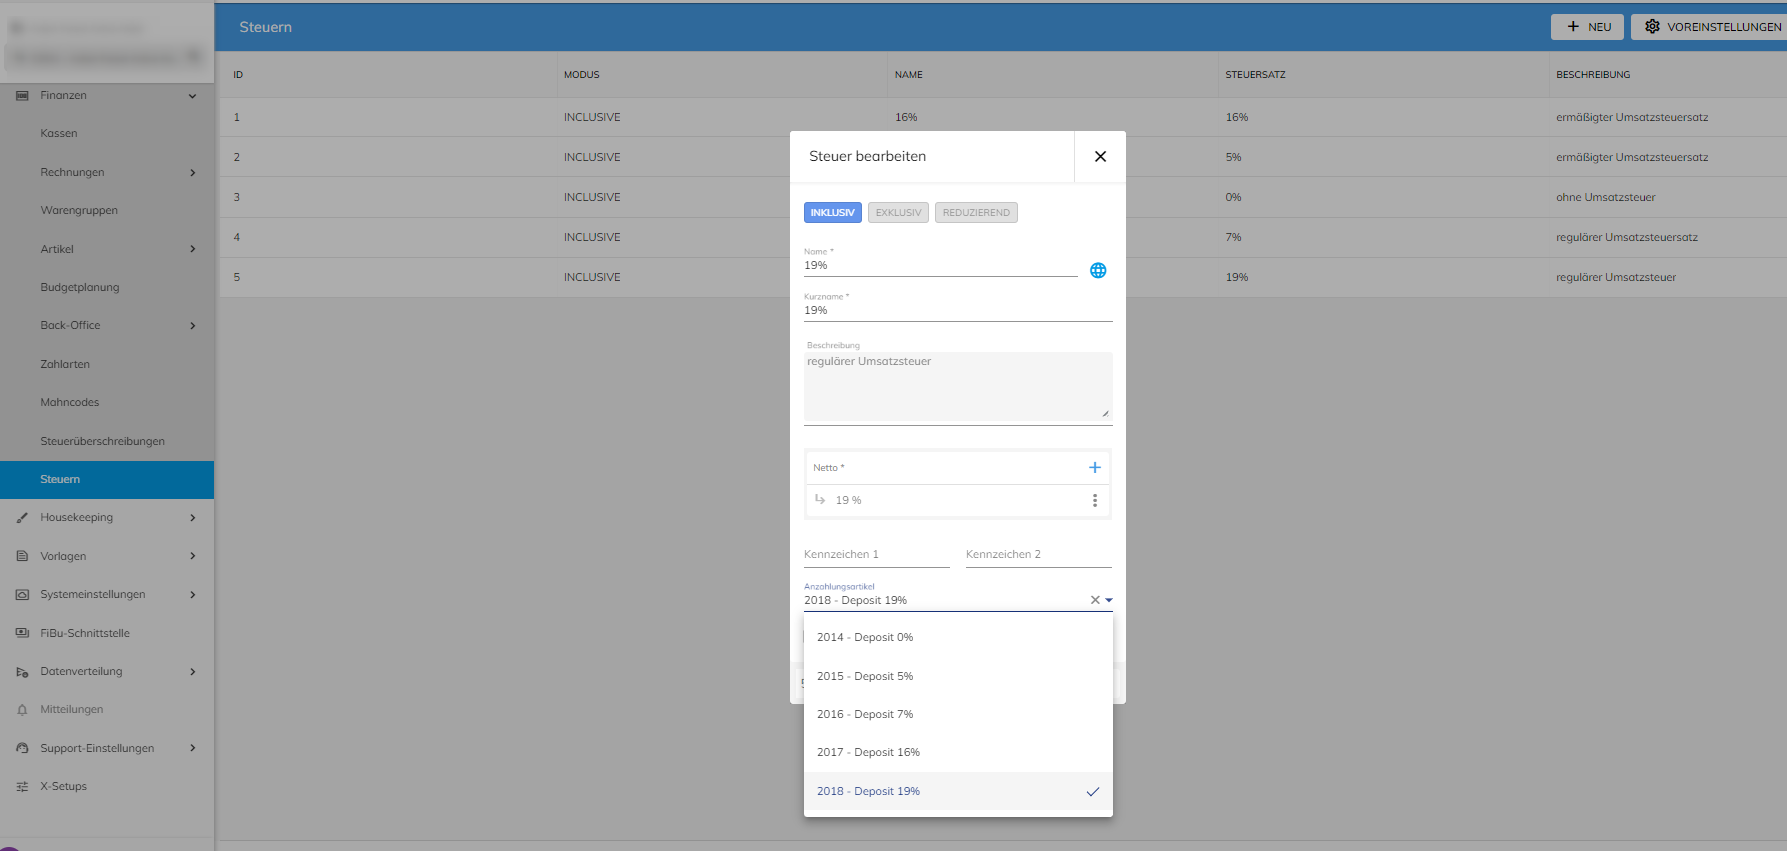 Steuern
NEU
VOREINSTELLUNGEN
ID MODUS NAME STEUERSATZ BESCHREIBUNG
1 INCLUSIVE 16% 16% ermäßigter Umsatzsteuersatz
2 INCLUSIVE 5% ermäßigter Umsatzsteuersatz
3 INCLUSIVE 0% ohne Umsatzsteuer
4 INCLUSIVE 7% regulärer Umsatzsteuersatz
5 INCLUSIVE 19% regulärer Umsatzsteuer
Finanzen
Kassen
Rechnungen
Warengruppen
Artikel
Budgetplanung
Back-Office
Zahlarten
Mahncodes
Steuerüberschreibungen
Steuern
Housekeeping
Vorlagen
Systemeinstellungen
FiBu-Schnittstelle
Datenverteilung
Mitteilungen
Support-Einstellungen
X-Setups
Steuer bearbeiten
INKLUSIV EXKLUSIV REDUZIEREND
Name *
19%
Kurzname *
19%
Beschreibung
regulärer Umsatzsteuer
Netto *
19 %
Kennzeichen 1 Kennzeichen 2
Anzahlungsartikel
2018 - Deposit 19%
2014 - Deposit 0%
2015 - Deposit 5%
2016 - Deposit 7%
2017 - Deposit 16%
2018 - Deposit 19%